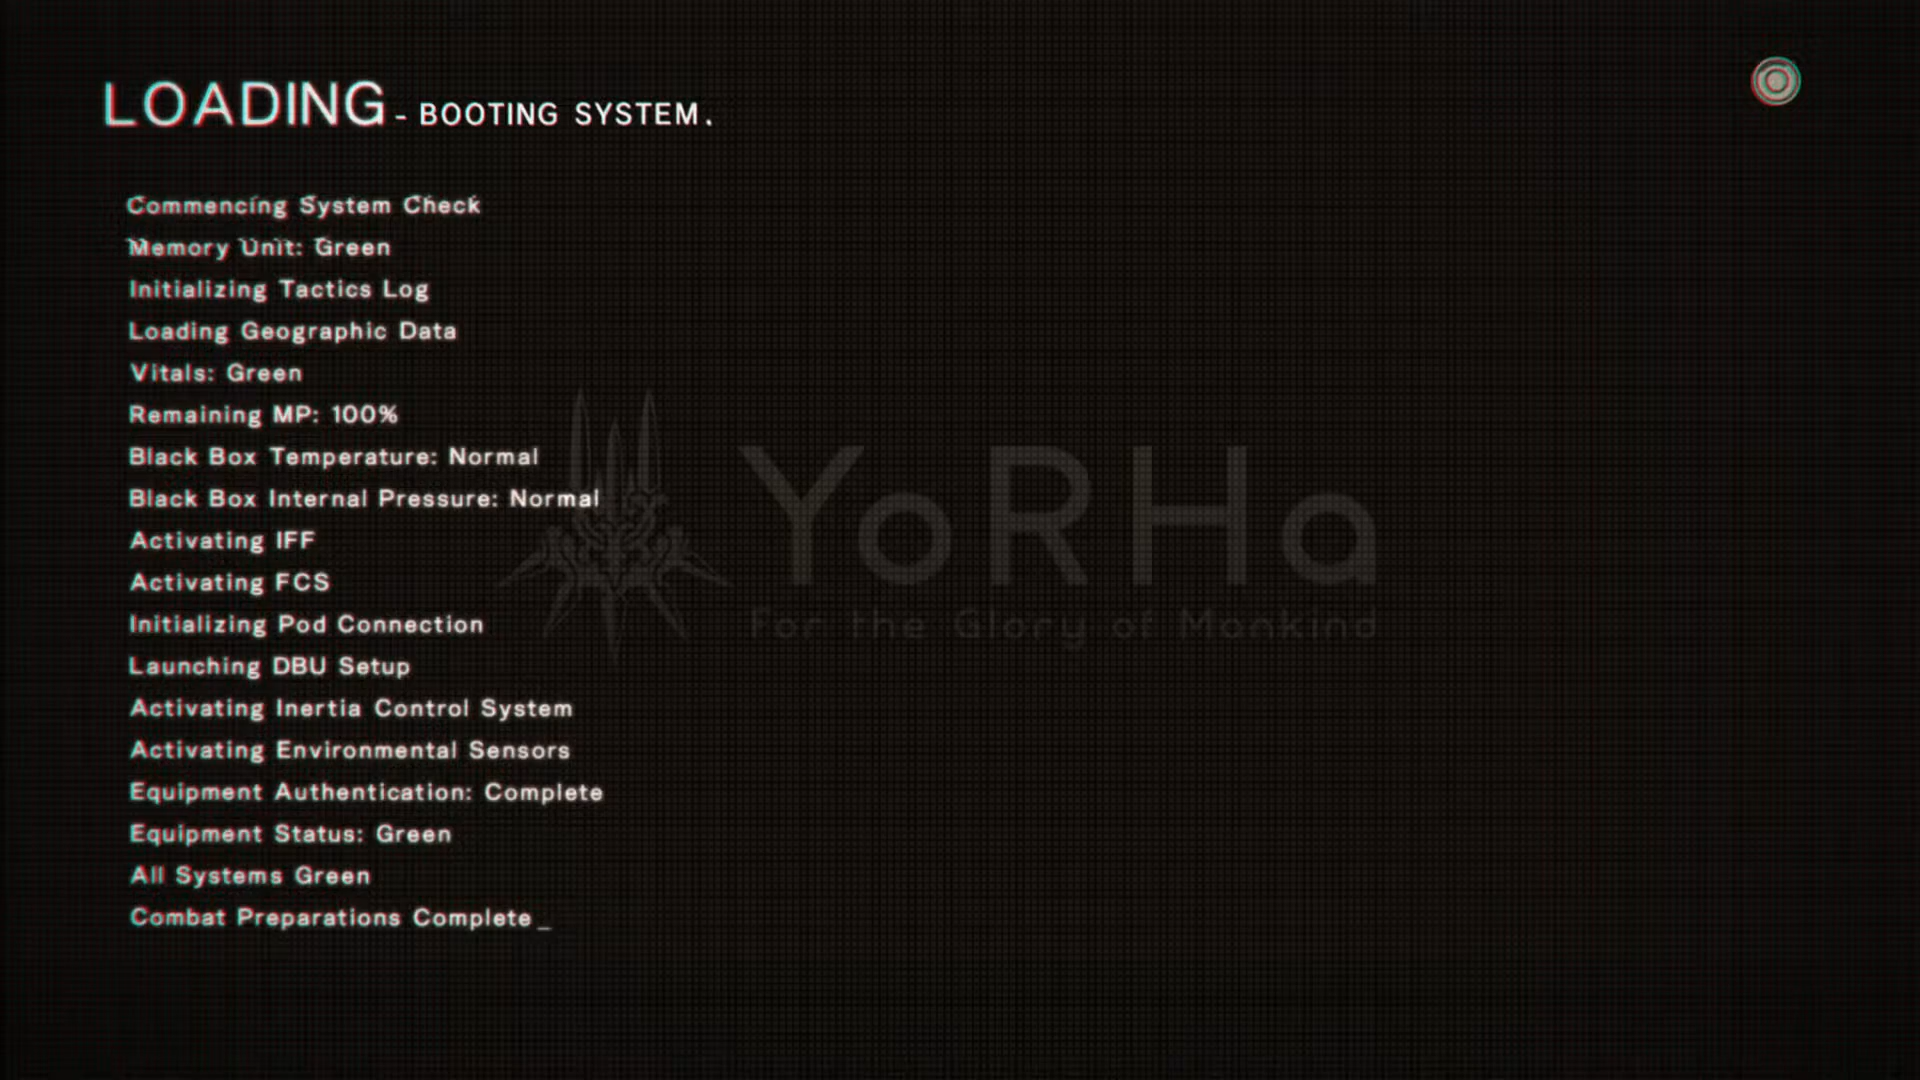 LOADING - BOOTING SYSTEM.
Commencing System Check
Memory Unit: Green
Initializing Tactics Log
Loading Geographic Data
Vitals: Green
Remaining MP: 100%
Black Box Temperature: Normal
Black Box Internal Pressure: Normal
Activating IFF
Activating FCS
Initializing Pod Connection
Launching DBU Setup
Activating Inertia Control System
Activating Environmental Sensors
Equipment Authentication: Complete
Equipment Status: Green
All Systems Green
Combat Preparations Complete _
YoRHa
For the Glory of Mankind